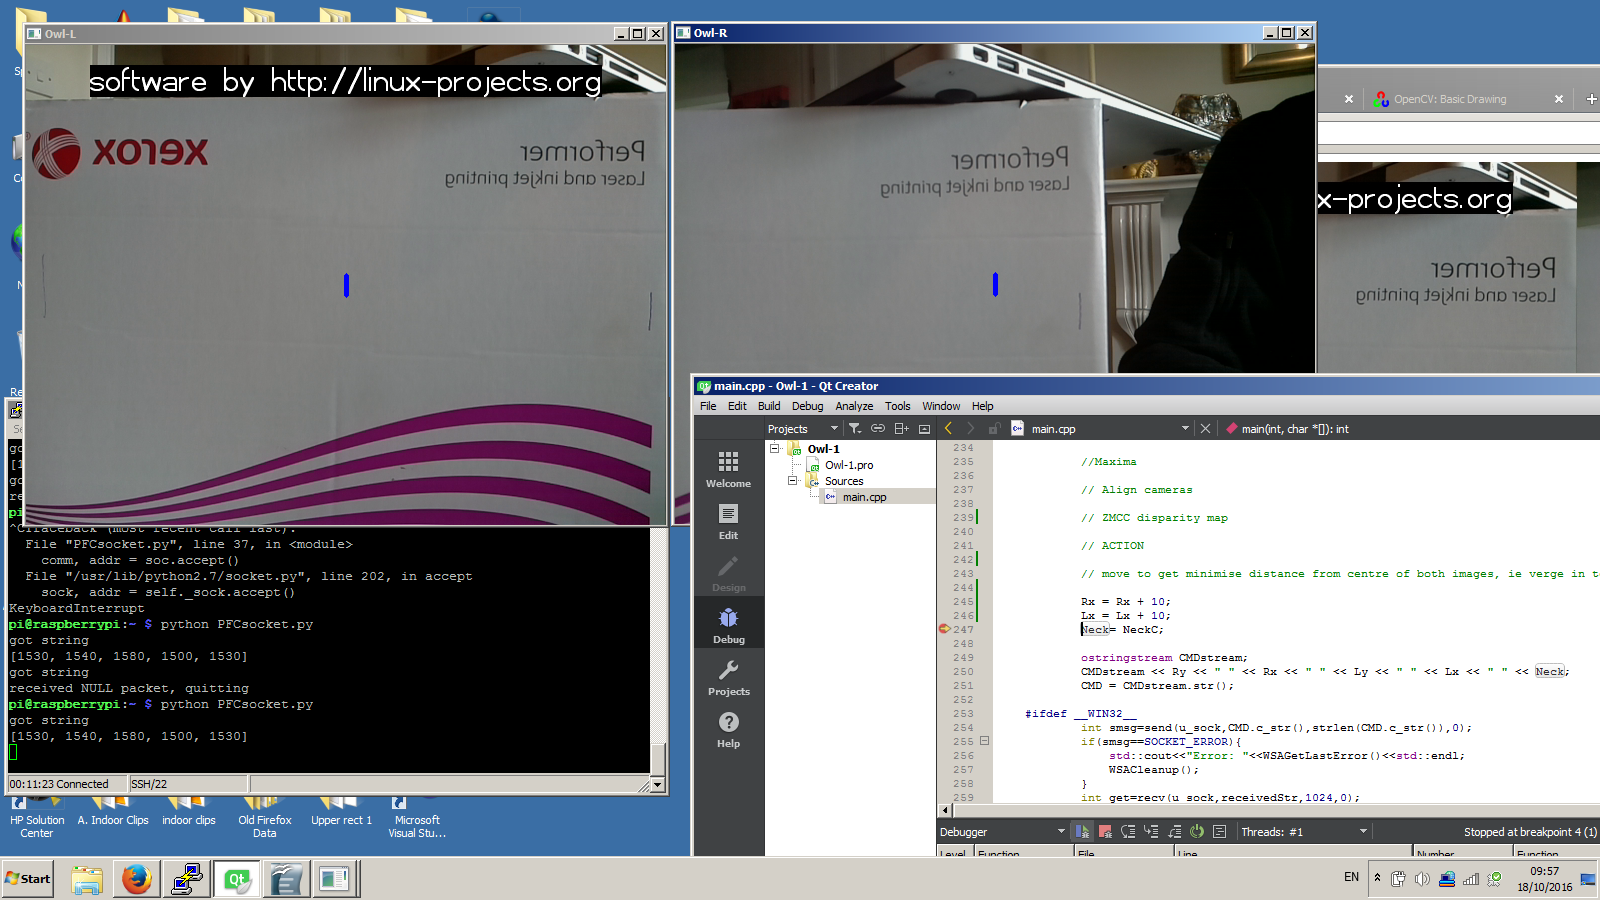 Owl-L
software by http://linux-projects.org
xerox
Performer
Laser and inkjet printing
Owl-R
Performer
Laser and inkjet printing
OpenCV: Basic Drawing
x-projects.org
Performer
Laser and inkjet printing
main.cpp - Owl-1 - Qt Creator
File Edit Build Debug Analyze Tools Window Help
Projects
main.cpp
main(int, char *[]): int
Welcome
Edit
Design
Debug
Projects
Help
Owl-1
Owl-1.pro
Sources
main.cpp
234
235 //Maxima
236
237 // Align cameras
238
239 // ZMCC disparity map
240
241 // ACTION
242
243 // move to get minimise distance from centre of both images, ie verge in t
244
245 Rx = Rx + 10;
246 Lx = Lx + 10;
247 Neck= NeckC;
248
249 ostringstream CMDstream;
250 CMDstream << Ry << " " << Rx << " " << Ly << " " << Lx << " " << Neck;
251 CMD = CMDstream.str();
252
253 #ifdef __WIN32__
254 int smsg=send(u_sock,CMD.c_str(),strlen(CMD.c_str()),0);
255 if(smsg==SOCKET_ERROR){
256 std::cout<<"Error: "<<WSAGetLastError()<<std::endl;
257 WSACleanup();
258 }
259 int get=recv(u_sock,receivedStr,1024,0);
Debugger
Threads: #1
Stopped at breakpoint 4 (1)
Level Function File Line Number Function
^CTraceback (most recent call last):
File "PFCsocket.py", line 37, in <module>
comm, addr = soc.accept()
File "/usr/lib/python2.7/socket.py", line 202, in accept
sock, addr = self._sock.accept()
KeyboardInterrupt
pi@raspberrypi:~ $ python PFCsocket.py
got string
[1530, 1540, 1580, 1500, 1530]
got string
received NULL packet, quitting
pi@raspberrypi:~ $ python PFCsocket.py
got string
[1530, 1540, 1580, 1500, 1530]
00:11:23 Connected
SSH/22
HP Solution Center
A. Indoor Clips
indoor clips
Old Firefox Data
Upper rect 1
Microsoft Visual Stu...
Start
Qt
EN
09:57
18/10/2016